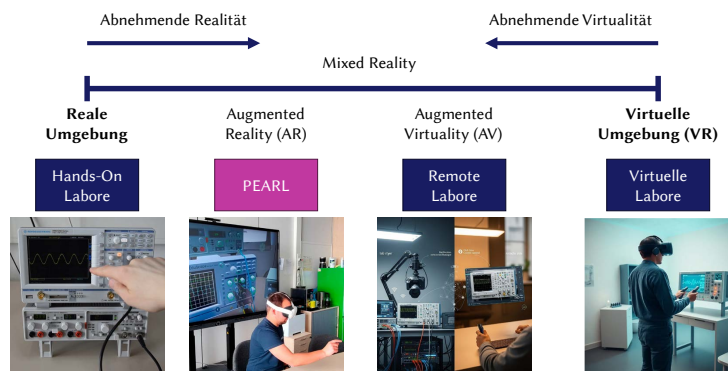 Abnehmende Realität
Abnehmende Virtualität
Mixed Reality
Reale
Umgebung
Augmented
Reality (AR)
Augmented
Virtuality (AV)
Virtuelle
Umgebung (VR)
Hands-On
Labore
PEARL
Remote
Labore
Virtuelle
Labore